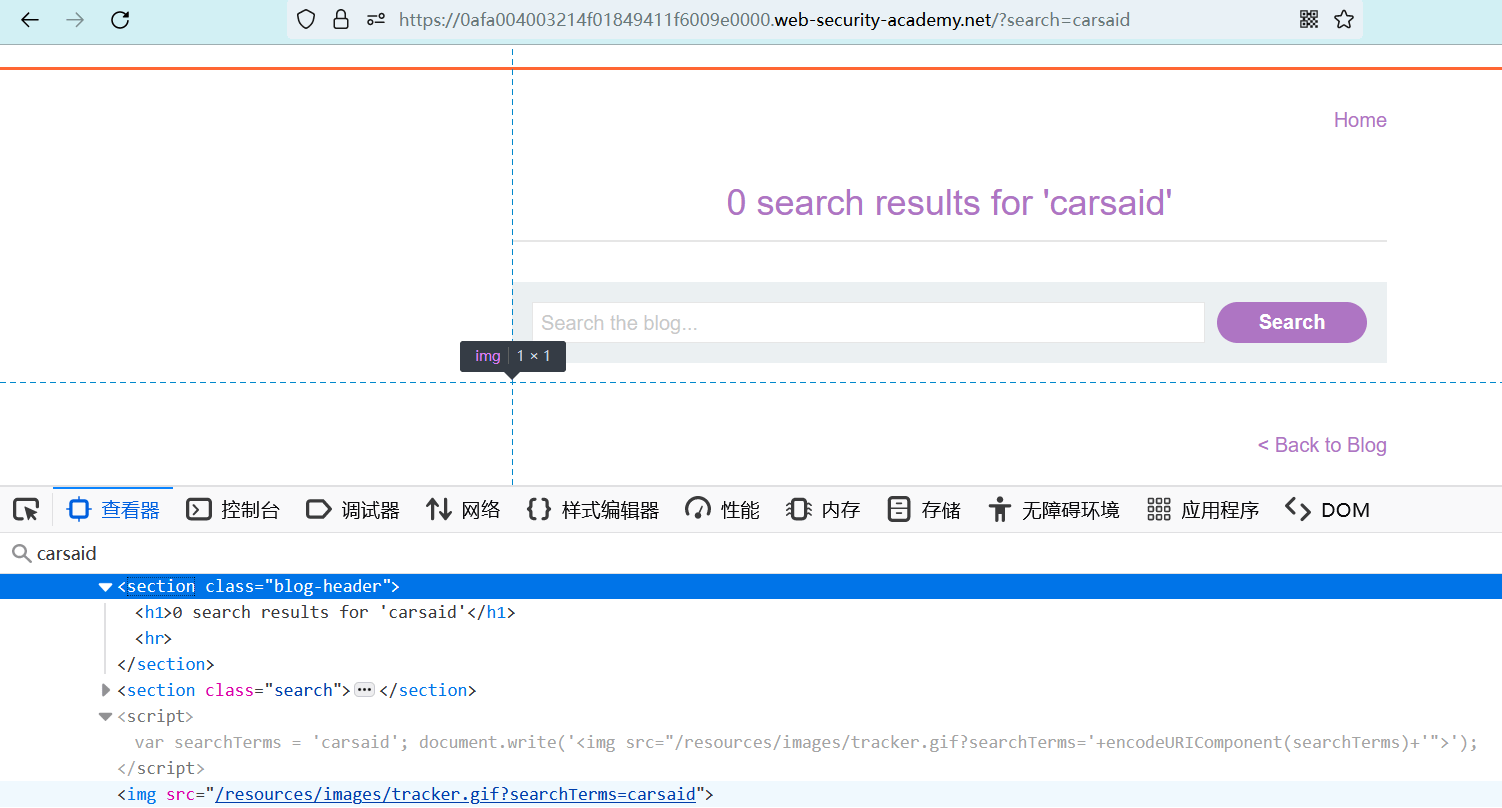 https://0afa004003214f01849411f6009e0000.web-security-academy.net/?search=carsaid
Home
0 search results for 'carsaid'
Search the blog...
Search
img 1 × 1
< Back to Blog
查看器 控制台 调试器 网络 样式编辑器 性能 内存 存储 无障碍环境 应用程序 DOM
carsaid
<section class="blog-header">
<h1>0 search results for 'carsaid'</h1>
<hr>
</section>
<section class="search"> ••• </section>
<script>
var searchTerms = 'carsaid'; document.write('<img src="/resources/images/tracker.gif?searchTerms='+encodeURIComponent(searchTerms)+'">');
</script>
<img src="/resources/images/tracker.gif?searchTerms=carsaid">